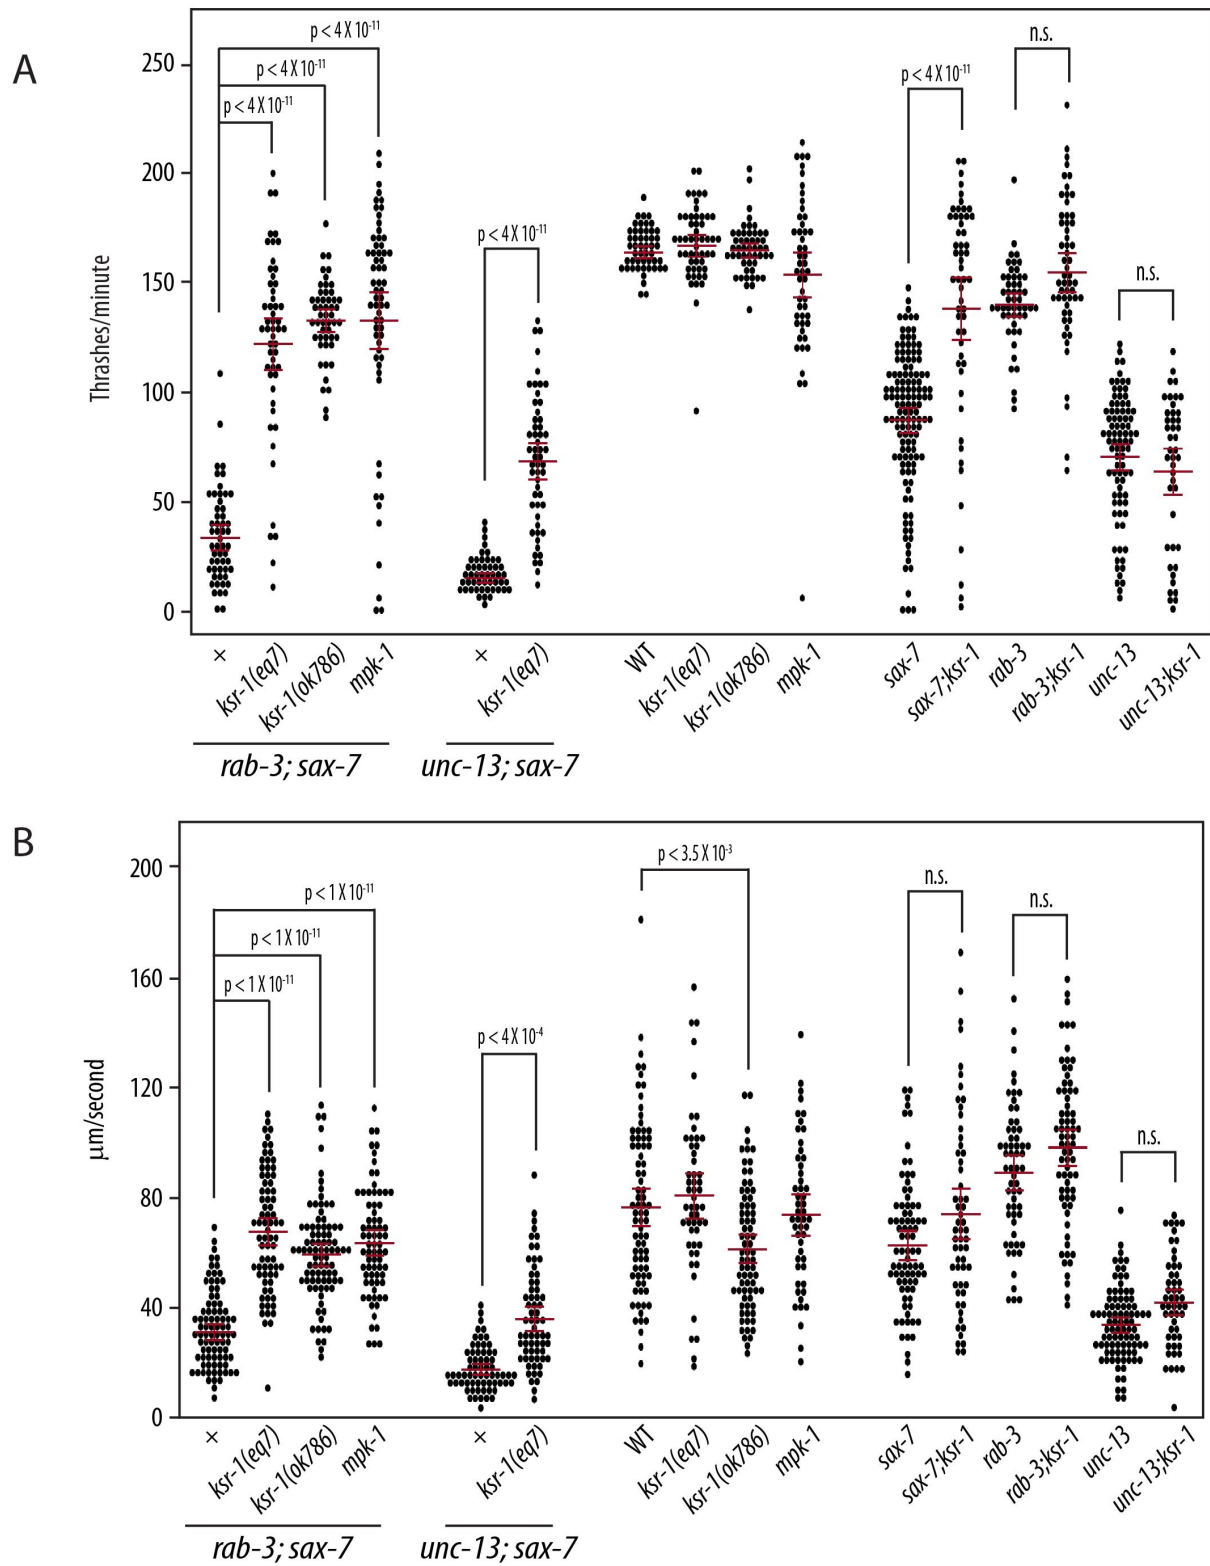 A
Thrashes/minute
250
200
150
100
50
0
p < 4 X 10⁻¹¹
p < 4 X 10⁻¹¹
p < 4 X 10⁻¹¹
p < 4 X 10⁻¹¹
p < 4 X 10⁻¹¹
n.s.
n.s.
+
ksr-1(eq7)
ksr-1(ok786)
mpk-1
+
ksr-1(eq7)
WT
ksr-1(eq7)
ksr-1(ok786)
mpk-1
sax-7
sax-7;ksr-1
rab-3
rab-3;ksr-1
unc-13
unc-13;ksr-1
rab-3; sax-7
unc-13; sax-7
B
µm/second
200
160
120
80
40
0
p < 1 X 10⁻¹¹
p < 1 X 10⁻¹¹
p < 1 X 10⁻¹¹
p < 4 X 10⁻⁴
p < 3.5 X 10⁻³
n.s.
n.s.
n.s.
+
ksr-1(eq7)
ksr-1(ok786)
mpk-1
+
ksr-1(eq7)
WT
ksr-1(eq7)
ksr-1(ok786)
mpk-1
sax-7
sax-7;ksr-1
rab-3
rab-3;ksr-1
unc-13
unc-13;ksr-1
rab-3; sax-7
unc-13; sax-7